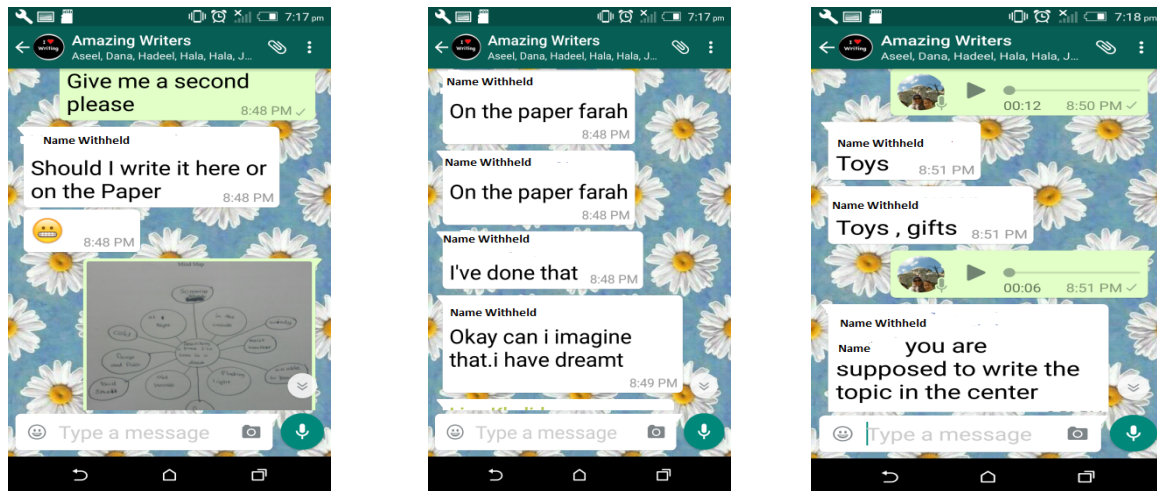 7:17 pm
Amazing Writers
Aseel, Dana, Hadeel, Hala, Hala, J...
Give me a second
please
8:48 PM
Name Withheld
Should I write it here or
on the Paper
8:48 PM
8:48 PM
Mind Map
Type a message
7:17 pm
Amazing Writers
Aseel, Dana, Hadeel, Hala, Hala, J...
Name Withheld
On the paper farah
8:48 PM
Name Withheld
On the paper farah
8:48 PM
Name Withheld
I've done that
8:48 PM
Name Withheld
Okay can i imagine
that.i have dreamt
8:49 PM
Type a message
7:18 pm
Amazing Writers
Aseel, Dana, Hadeel, Hala, Hala, J...
00:12
8:50 PM
Name Withheld
Toys
8:51 PM
Name Withheld
Toys , gifts
8:51 PM
00:06
8:51 PM
Name Withheld
Name you are
supposed to write the
topic in the center
Type a message